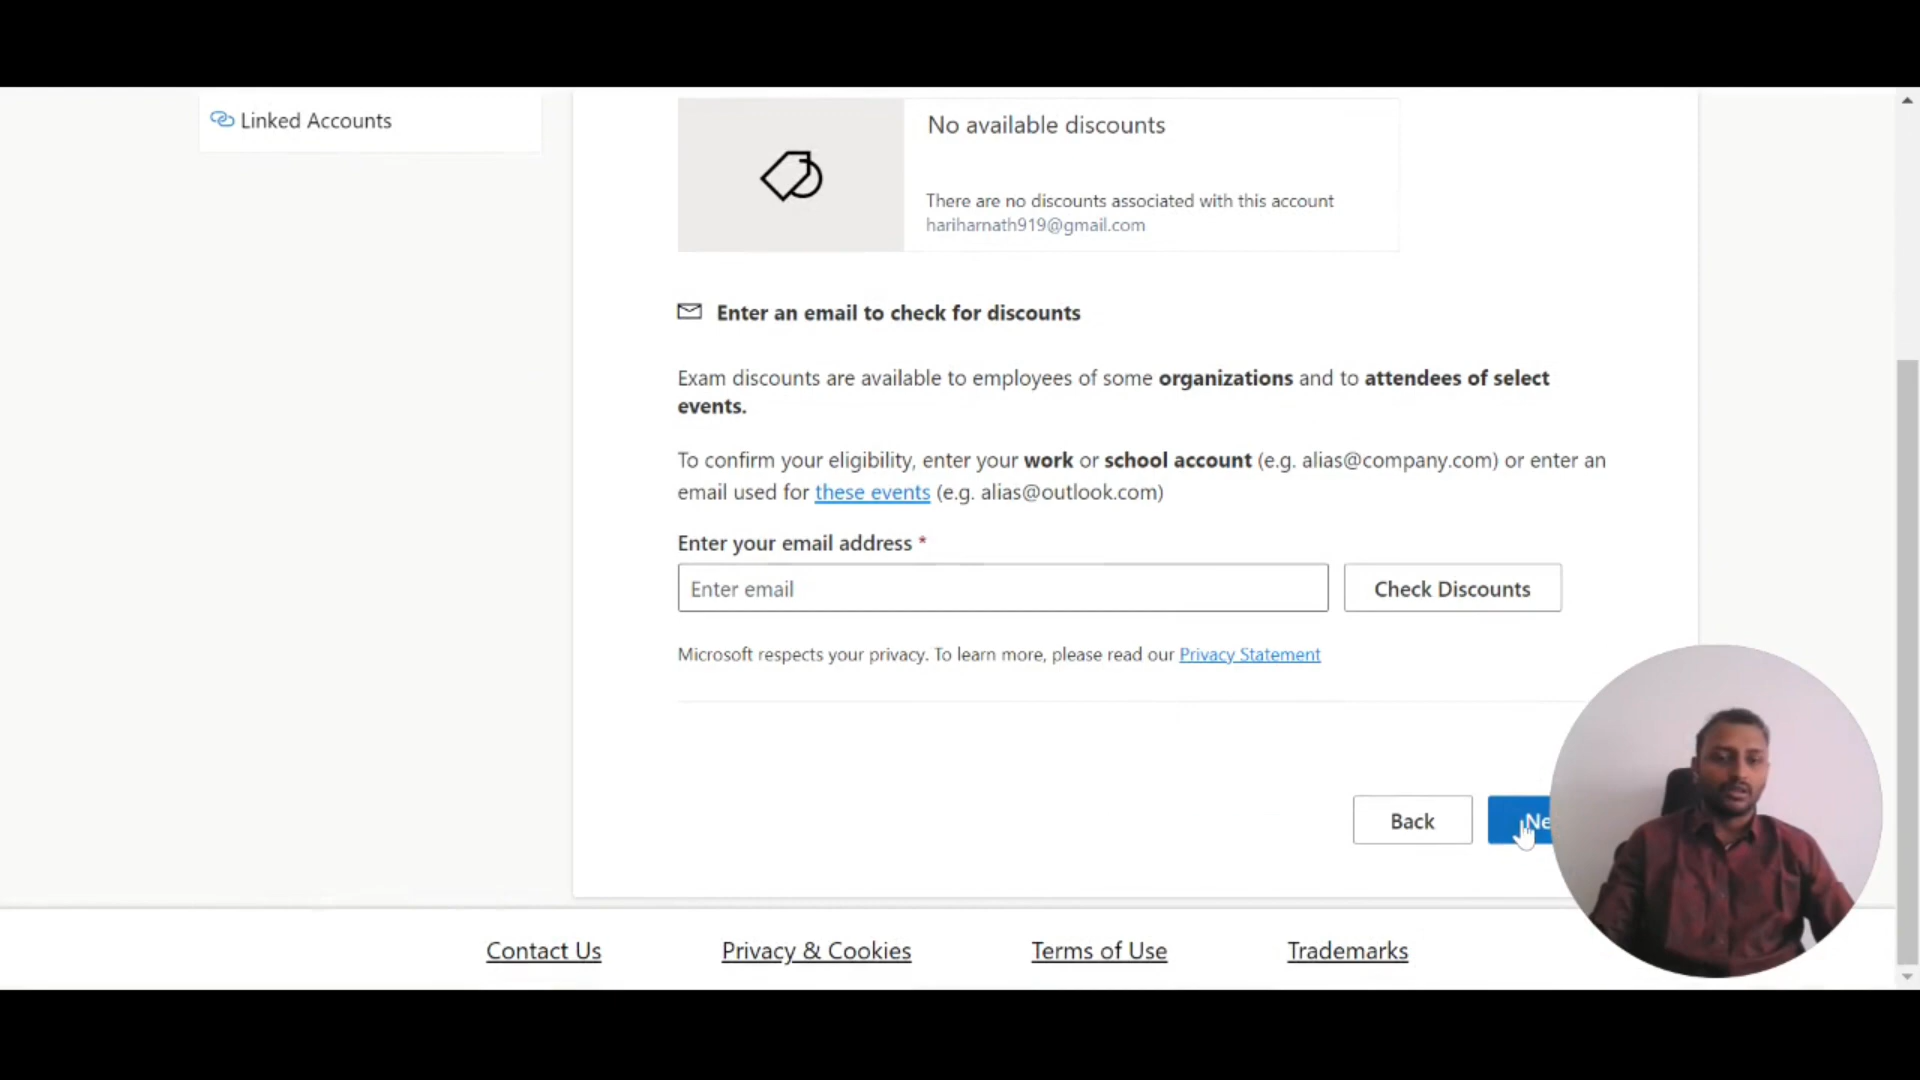 Linked Accounts
No available discounts
There are no discounts associated with this account
hariharnath919@gmail.com
Enter an email to check for discounts
Exam discounts are available to employees of some organizations and to attendees of select
events.
To confirm your eligibility, enter your work or school account (e.g. alias@company.com) or enter an
email used for these events (e.g. alias@outlook.com)
Enter your email address *
Enter email
Check Discounts
Microsoft respects your privacy. To learn more, please read our Privacy Statement
Back
Ne
Contact Us
Privacy & Cookies
Terms of Use
Trademarks